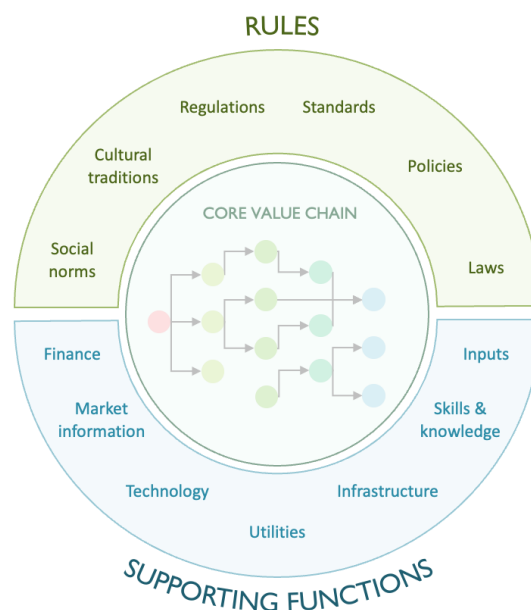 RULES
Regulations
Standards
Cultural
traditions
Policies
Social
norms
Laws
CORE VALUE CHAIN
Finance
Inputs
Market
information
Skills &
knowledge
Technology
Infrastructure
Utilities
SUPPORTING FUNCTIONS